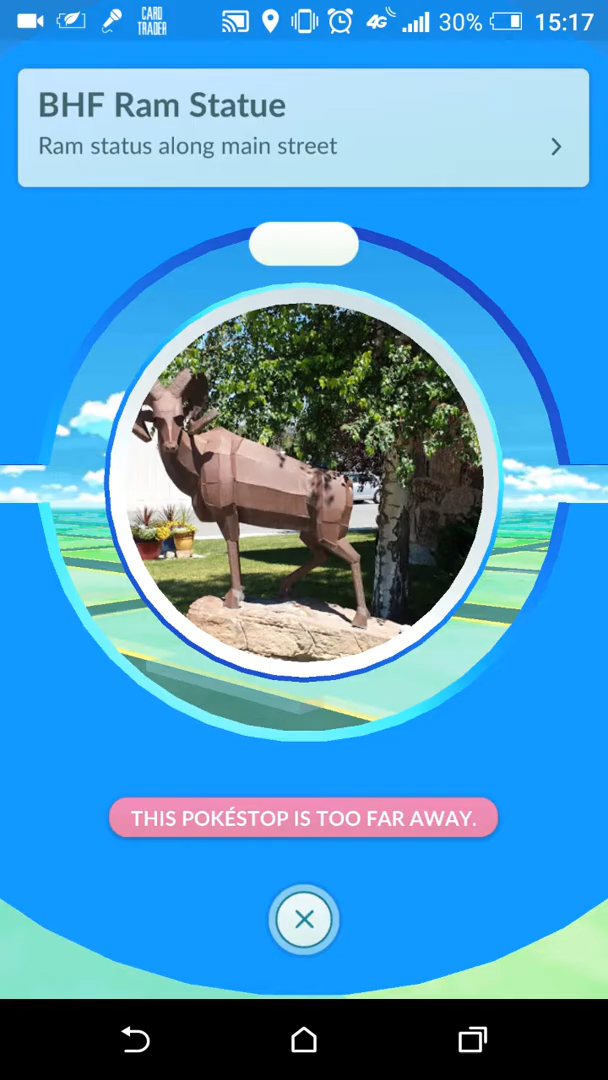 CARD
TRADER
4G 30% 15:17
BHF Ram Statue
Ram status along main street
THIS POKÉSTOP IS TOO FAR AWAY.